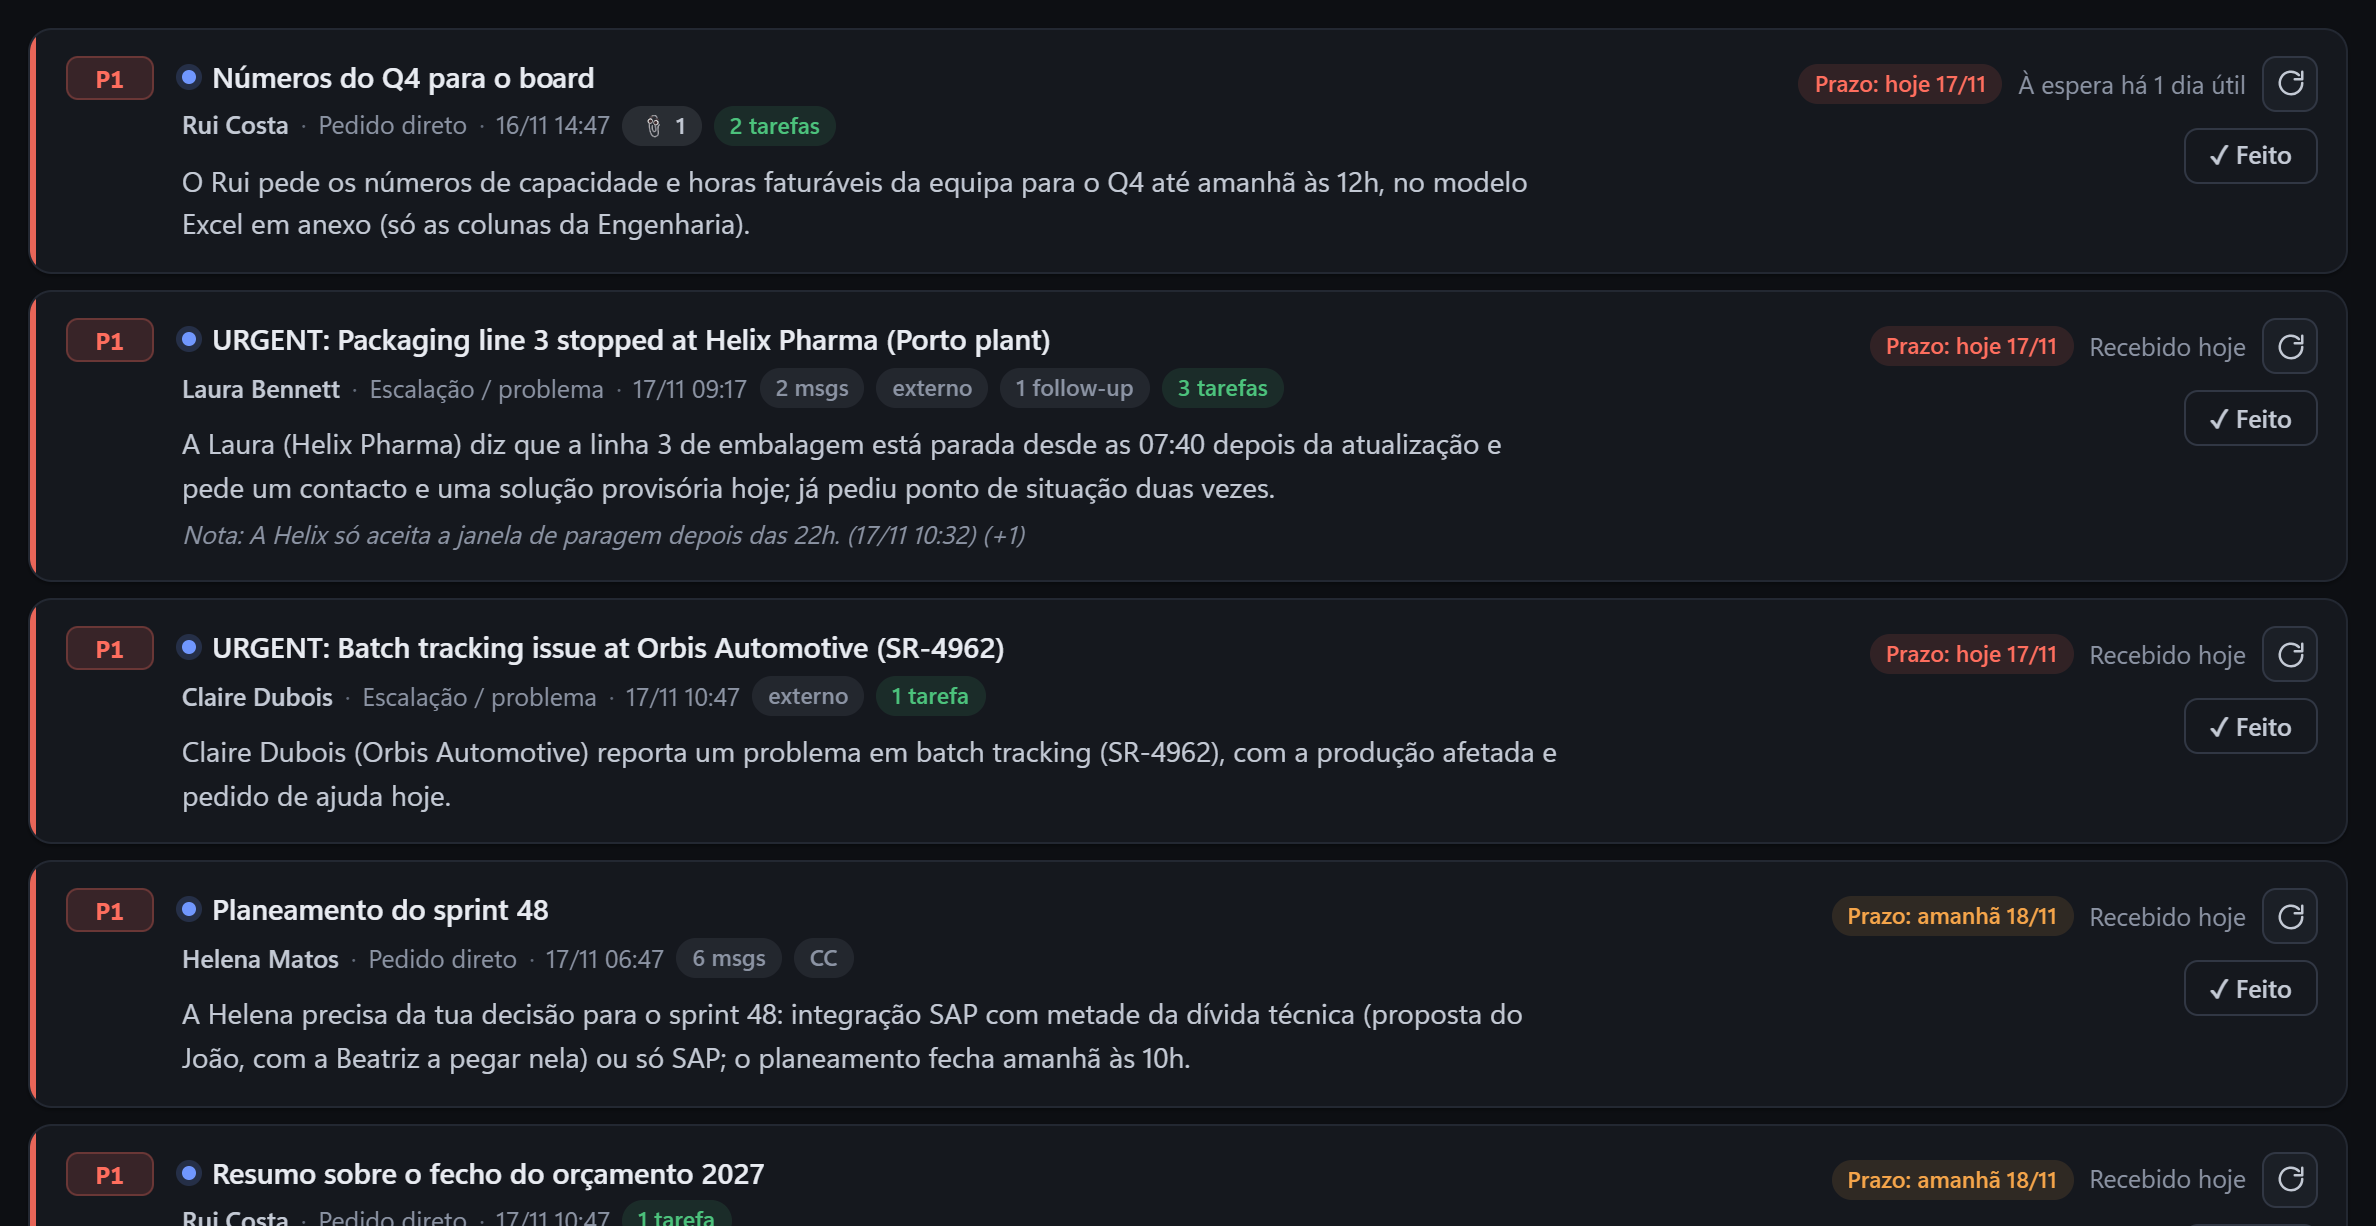 P1 Números do Q4 para o board Prazo: hoje 17/11 À espera há 1 dia útil
Rui Costa · Pedido direto · 16/11 14:47 1 2 tarefas
✓ Feito
O Rui pede os números de capacidade e horas faturáveis da equipa para o Q4 até amanhã às 12h, no modelo
Excel em anexo (só as colunas da Engenharia).
P1 URGENT: Packaging line 3 stopped at Helix Pharma (Porto plant) Prazo: hoje 17/11 Recebido hoje
Laura Bennett · Escalação / problema · 17/11 09:17 2 msgs externo 1 follow-up 3 tarefas
✓ Feito
A Laura (Helix Pharma) diz que a linha 3 de embalagem está parada desde as 07:40 depois da atualização e
pede um contacto e uma solução provisória hoje; já pediu ponto de situação duas vezes.
Nota: A Helix só aceita a janela de paragem depois das 22h. (17/11 10:32) (+1)
P1 URGENT: Batch tracking issue at Orbis Automotive (SR-4962) Prazo: hoje 17/11 Recebido hoje
Claire Dubois · Escalação / problema · 17/11 10:47 externo 1 tarefa
✓ Feito
Claire Dubois (Orbis Automotive) reporta um problema em batch tracking (SR-4962), com a produção afetada e
pedido de ajuda hoje.
P1 Planeamento do sprint 48 Prazo: amanhã 18/11 Recebido hoje
Helena Matos · Pedido direto · 17/11 06:47 6 msgs CC
✓ Feito
A Helena precisa da tua decisão para o sprint 48: integração SAP com metade da dívida técnica (proposta do
João, com a Beatriz a pegar nela) ou só SAP; o planeamento fecha amanhã às 10h.
P1 Resumo sobre o fecho do orçamento 2027 Prazo: amanhã 18/11 Recebido hoje
Rui Costa · Pedido direto · 17/11 10:47 1 tarefa